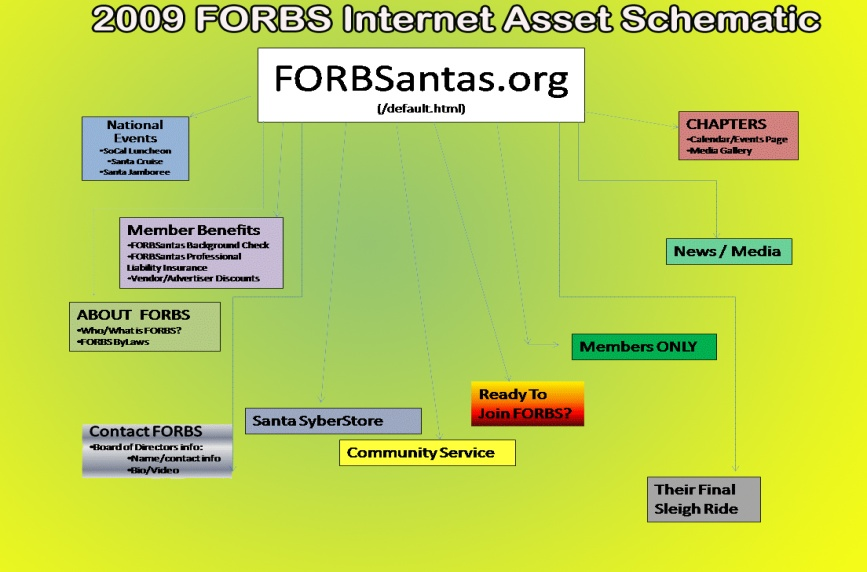 2009 FORBS Internet Asset Schematic
FORBSantas.org
(/default.html)
National
Events
•SoCal Luncheon
•Santa Cruise
•Santa Jamboree
CHAPTERS
•Calendar/Events Page
•Media Gallery
Member Benefits
•FORBSantas Background Check
•FORBSantas Professional
Liability Insurance
•Vendor/Advertiser Discounts
News / Media
ABOUT FORBS
•Who/What is FORBS?
•FORBS ByLaws
Members ONLY
Ready To
Join FORBS?
Santa SyberStore
Contact FORBS
•Board of Directors info:
•Name/contact info
•Bio/Video
Community Service
Their Final
Sleigh Ride